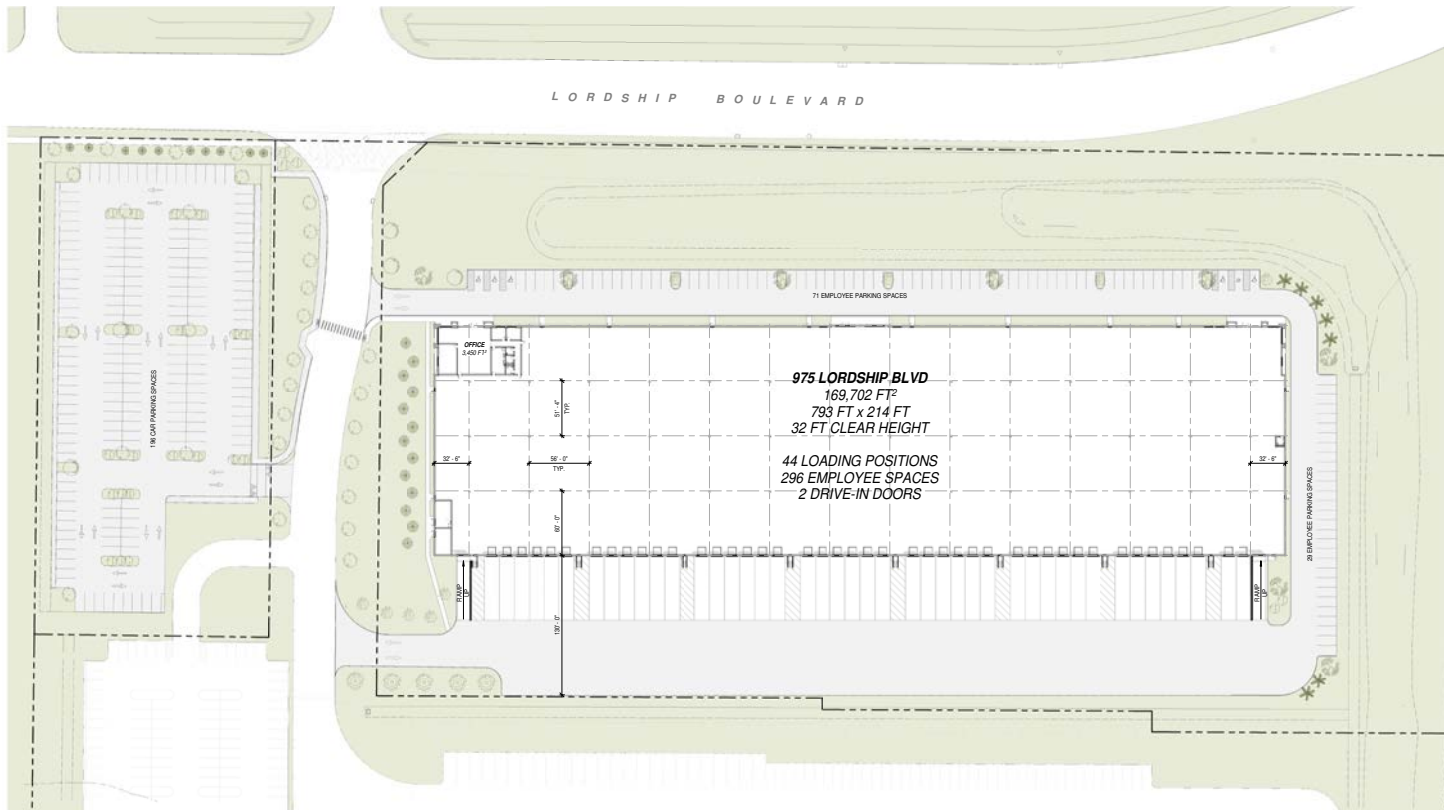 LORDSHIP BOULEVARD
71 EMPLOYEE PARKING SPACES
OFFICE
3,450 FT²
196 CAR PARKING SPACES
975 LORDSHIP BLVD
169,702 FT²
793 FT x 214 FT
32 FT CLEAR HEIGHT
44 LOADING POSITIONS
296 EMPLOYEE SPACES
2 DRIVE-IN DOORS
51' - 4"
TYP.
32' - 6"
56' - 0"
TYP.
32' - 6"
60' - 0"
29 EMPLOYEE PARKING SPACES
RAMP
UP
130' - 0"
RAMP
UP